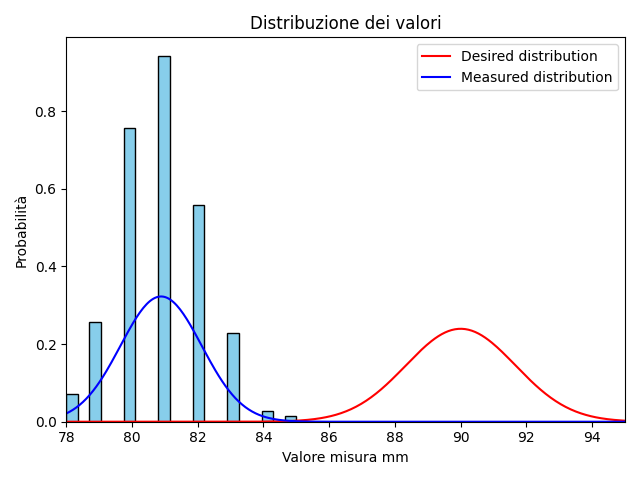 Distribuzione dei valori
Desired distribution
Measured distribution
Probabilità
0.8
0.6
0.4
0.2
0.0
78 80 82 84 86 88 90 92 94
Valore misura mm